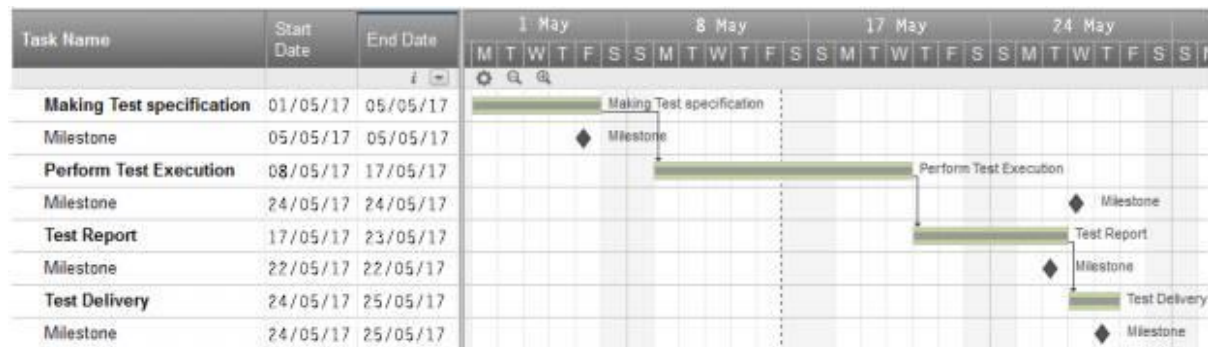 Task Name Start Date End Date 1 May 8 May 17 May 24 May
M T W T F S S M T W T F S S M T W T F S S M T W T F S S
i
Making Test specification 01/05/17 05/05/17 Making Test specification
Milestone 05/05/17 05/05/17 Milestone
Perform Test Execution 08/05/17 17/05/17 Perform Test Execution
Milestone 24/05/17 24/05/17 Milestone
Test Report 17/05/17 23/05/17 Test Report
Milestone 22/05/17 22/05/17 Milestone
Test Delivery 24/05/17 25/05/17 Test Delivery
Milestone 24/05/17 25/05/17 Milestone